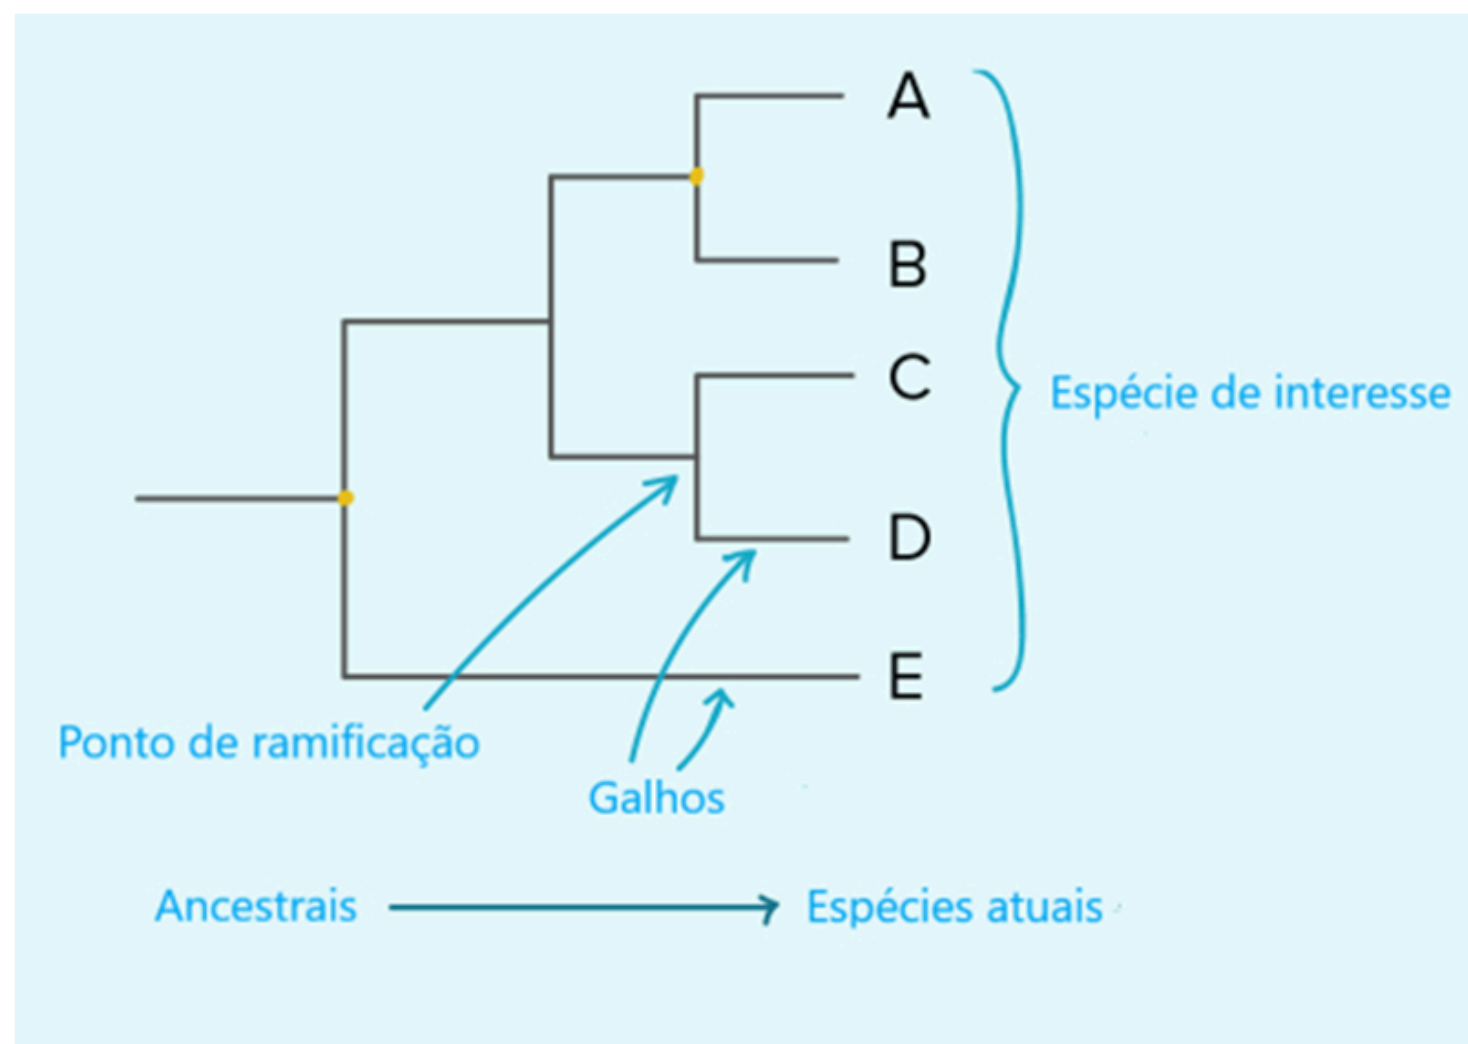 A
B
C
Espécie de interesse
D
E
Ponto de ramificação
Galhos
Ancestrais
Espécies atuais